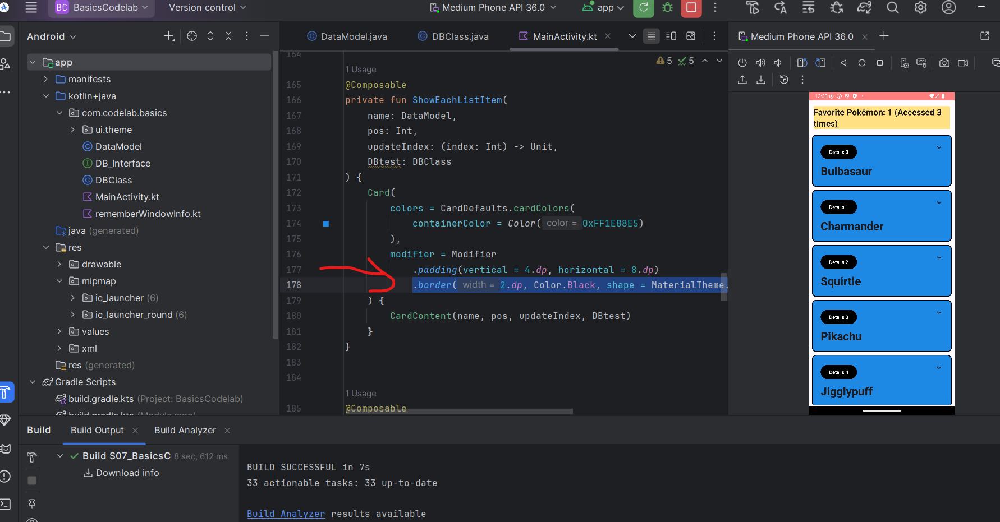 BC BasicsCodelab
Version control
Medium Phone API 36.0
app
Android
DataModel.java
DBClass.java
MainActivity.kt
Medium Phone API 36.0
app
manifests
kotlin+java
com.codelab.basics
ui.theme
DataModel
DB_Interface
DBClass
MainActivity.kt
rememberWindowInfo.kt
java (generated)
res
drawable
mipmap
ic_launcher (6)
ic_launcher_round (6)
values
xml
res (generated)
Gradle Scripts
build.gradle.kts (Project: BasicsCodelab)
build.gradle.kts (Module :app)
5 5
164
1 Usage
165 @Composable
166 private fun ShowEachListItem(
167 name: DataModel,
168 pos: Int,
169 updateIndex: (index: Int) -> Unit,
170 DBtest: DBClass
171 ) {
172 Card(
173 colors = CardDefaults.cardColors(
174 containerColor = Color( color = 0xFF1E88E5)
175 ),
176 modifier = Modifier
177 .padding(vertical = 4.dp, horizontal = 8.dp)
178 .border( width = 2.dp, Color.Black, shape = MaterialTheme.
179 ) {
180 CardContent(name, pos, updateIndex, DBtest)
181 }
182 }
183
184
1 Usage
185 @Composable
12:23
Favorite Pokémon: 1 (Accessed 3
times)
Details 0
Bulbasaur
Details 1
Charmander
Details 2
Squirtle
Details 3
Pikachu
Details 4
Jigglypuff
Build
Build Output
Build Analyzer
Build S07_BasicsC 8 sec, 612 ms
Download info
BUILD SUCCESSFUL in 7s
33 actionable tasks: 33 up-to-date
Build Analyzer results available